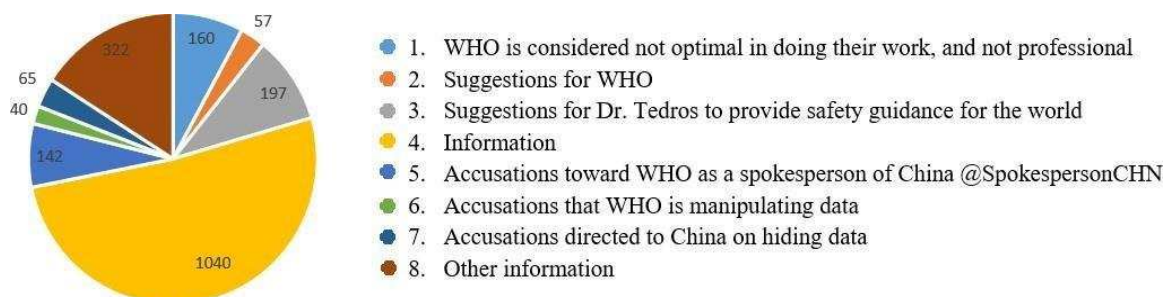 57
160
322
197
65
40
142
1040
1. WHO is considered not optimal in doing their work, and not professional
2. Suggestions for WHO
3. Suggestions for Dr. Tedros to provide safety guidance for the world
4. Information
5. Accusations toward WHO as a spokesperson of China @SpokespersonCHN
6. Accusations that WHO is manipulating data
7. Accusations directed to China on hiding data
8. Other information